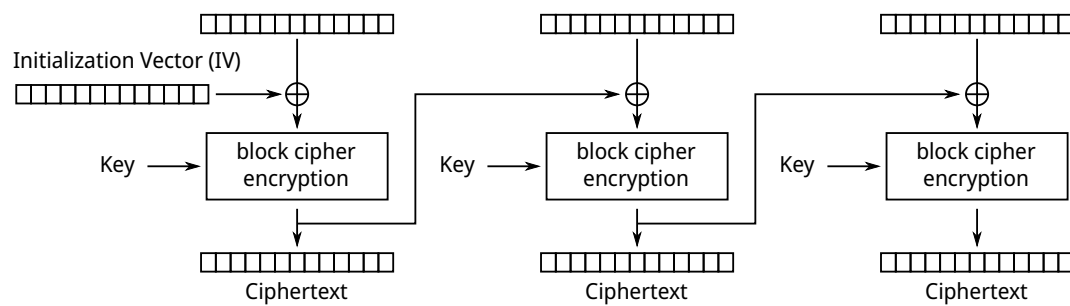 Initialization Vector (IV)
Key
block cipher
encryption
Key
block cipher
encryption
Key
block cipher
encryption
Ciphertext
Ciphertext
Ciphertext